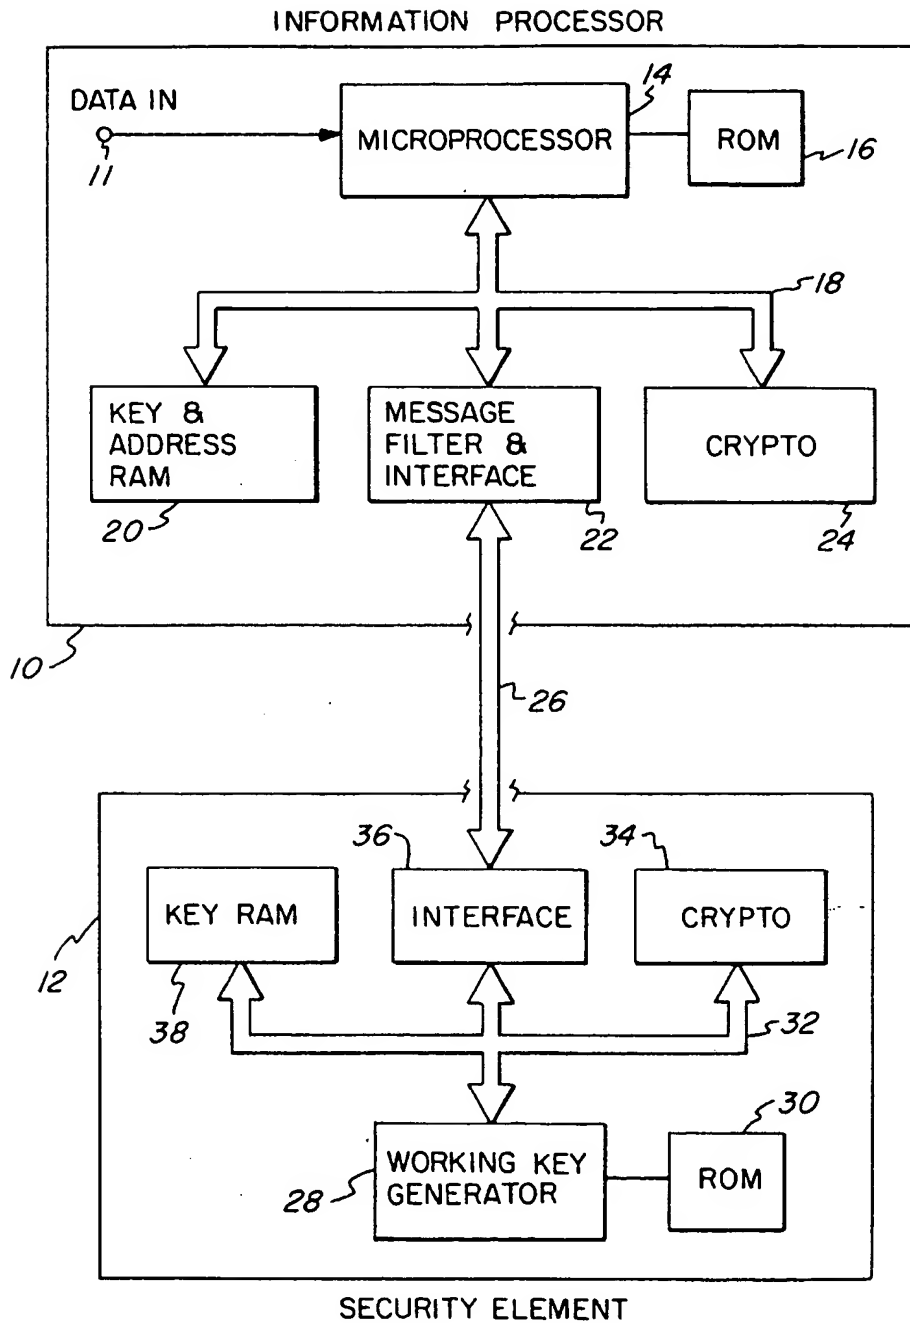 INFORMATION PROCESSOR
DATA IN
11
MICROPROCESSOR
14
ROM
16
18
KEY &
ADDRESS
RAM
20
MESSAGE
FILTER &
INTERFACE
22
CRYPTO
24
10
26
12
KEY RAM
38
36
INTERFACE
34
CRYPTO
32
28
WORKING KEY
GENERATOR
30
ROM
SECURITY ELEMENT